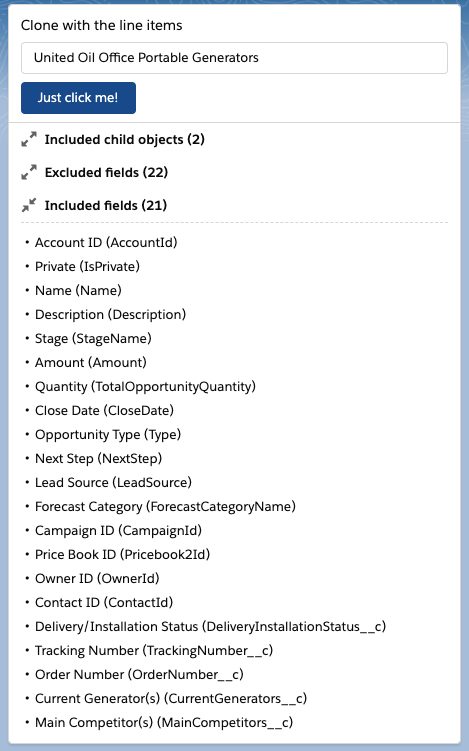 Clone with the line items
United Oil Office Portable Generators
Just click me!
Included child objects (2)
Excluded fields (22)
Included fields (21)
• Account ID (AccountId)
• Private (IsPrivate)
• Name (Name)
• Description (Description)
• Stage (StageName)
• Amount (Amount)
• Quantity (TotalOpportunityQuantity)
• Close Date (CloseDate)
• Opportunity Type (Type)
• Next Step (NextStep)
• Lead Source (LeadSource)
• Forecast Category (ForecastCategoryName)
• Campaign ID (CampaignId)
• Price Book ID (Pricebook2Id)
• Owner ID (OwnerId)
• Contact ID (ContactId)
• Delivery/Installation Status (DeliveryInstallationStatus__c)
• Tracking Number (TrackingNumber__c)
• Order Number (OrderNumber__c)
• Current Generator(s) (CurrentGenerators__c)
• Main Competitor(s) (MainCompetitors__c)